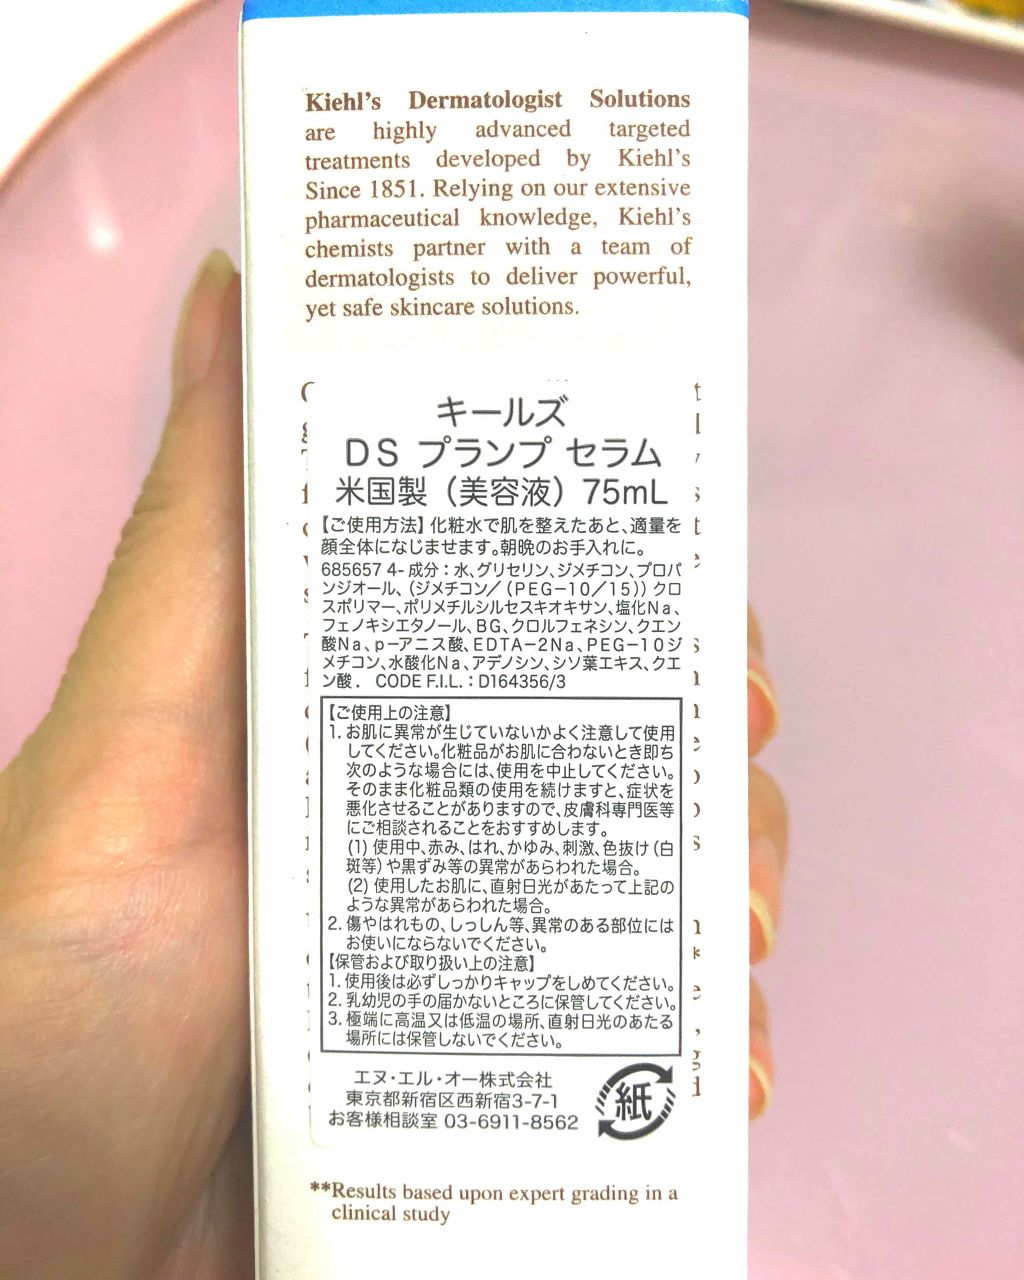 Kiehl's Dermatologist Solutions
are highly advanced targeted
treatments developed by Kiehl's
Since 1851. Relying on our extensive
pharmaceutical knowledge, Kiehl's
chemists partner with a team of
dermatologists to deliver powerful,
yet safe skincare solutions.
キールズ
DS プランプ セラム
米国製（美容液）75mL
【ご使用方法】化粧水で肌を整えたあと、適量を
顔全体になじませます。朝晩のお手入れに。
685657 4- 成分：水、グリセリン、ジメチコン、プロパ
ンジオール、（ジメチコン／（PEG-10／15））クロ
スポリマー、ポリメチルシルセスキオキサン、塩化Na、
フェノキシエタノール、BG、クロルフェネシン、クエン
酸Na、p-アニス酸、EDTA-2Na、PEG-10ジ
メチコン、水酸化Na、アデノシン、シソ葉エキス、クエ
ン酸． CODE F.I.L.：D164356/3
【ご使用上の注意】
1. お肌に異常が生じていないかよく注意して使用
してください。化粧品がお肌に合わないとき即ち
次のような場合には、使用を中止してください。
そのまま化粧品類の使用を続けますと、症状を
悪化させることがありますので、皮膚科専門医等
にご相談されることをおすすめします。
(1) 使用中、赤み、はれ、かゆみ、刺激、色抜け（白
斑等）や黒ずみ等の異常があらわれた場合。
(2) 使用したお肌に、直射日光があたって上記の
ような異常があらわれた場合。
2. 傷やはれもの、しっしん等、異常のある部位には
お使いにならないでください。
【保管および取り扱い上の注意】
1. 使用後は必ずしっかりキャップをしめてください。
2. 乳幼児の手の届かないところに保管してください。
3. 極端に高温又は低温の場所、直射日光のあたる
場所には保管しないでください。
エヌ・エル・オー株式会社
東京都新宿区西新宿3-7-1
お客様相談室 03-6911-8562
紙
**Results based upon expert grading in a
clinical study